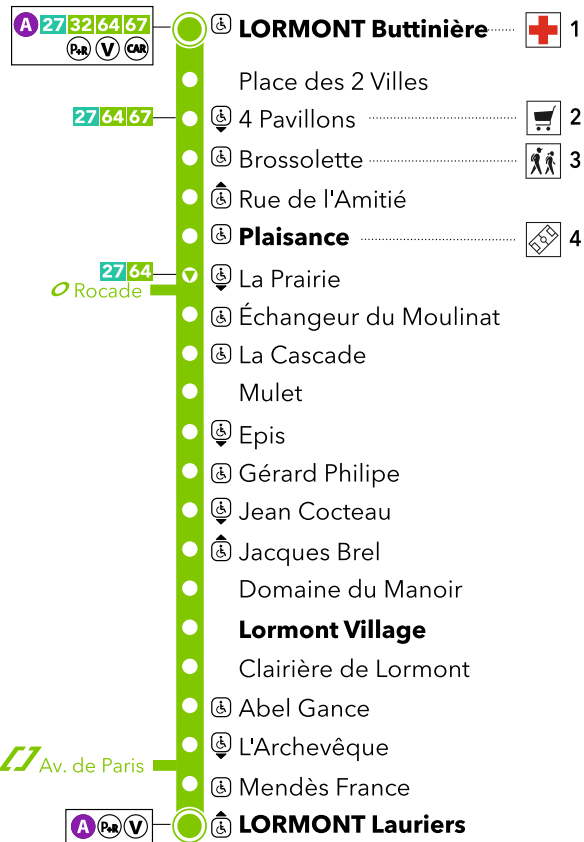 A 27 32 64 67
P+R V CAR
LORMONT Buttinière 1
Place des 2 Villes
27 64 67 4 Pavillons 2
Brossolette 3
Rue de l'Amitié
Plaisance 4
27 64 La Prairie
Rocade
Échangeur du Moulinat
La Cascade
Mulet
Epis
Gérard Philipe
Jean Cocteau
Jacques Brel
Domaine du Manoir
Lormont Village
Clairière de Lormont
Abel Gance
L'Archevêque
Av. de Paris
Mendès France
A P+R V LORMONT Lauriers